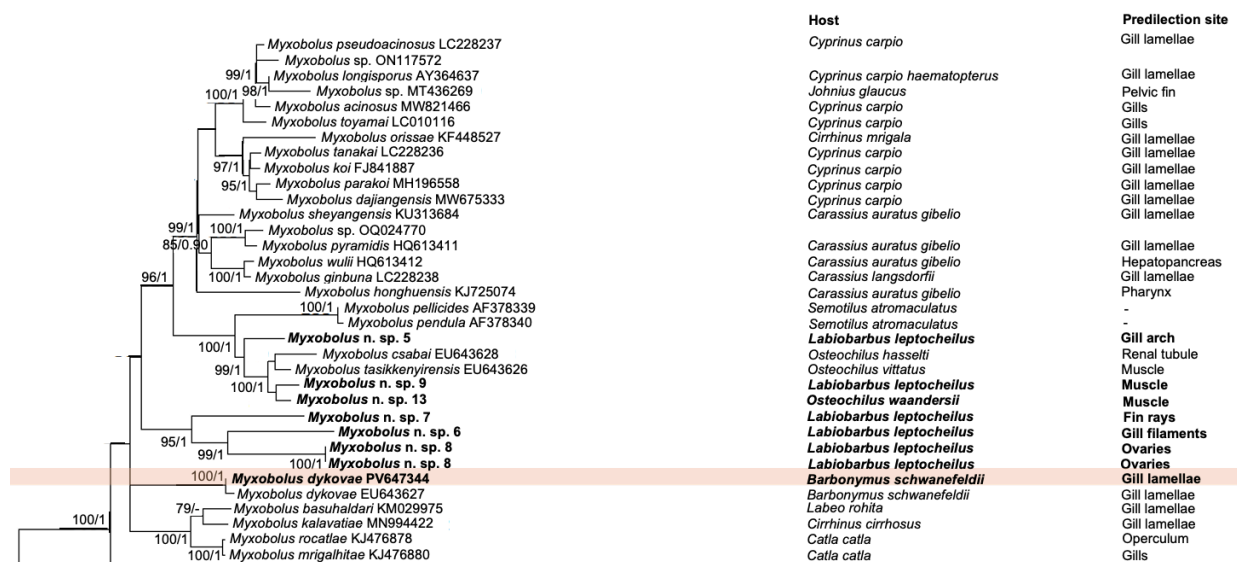 Host Predilection site
Myxobolus pseudoacinosus LC228237 Cyprinus carpio Gill lamellae
Myxobolus sp. ON117572
99/1 Myxobolus longisporus AY364637 Cyprinus carpio haematopterus Gill lamellae
100/1 98/1 Myxobolus sp. MT436269 Johnius glaucus Pelvic fin
Myxobolus acinosus MW821466 Cyprinus carpio Gills
Myxobolus toyamai LC010116 Cyprinus carpio Gills
Myxobolus orissae KF448527 Cirrhinus mrigala Gill lamellae
Myxobolus tanakai LC228236 Cyprinus carpio Gill lamellae
97/1 Myxobolus koi FJ841887 Cyprinus carpio Gill lamellae
95/1 Myxobolus parakoi MH196558 Cyprinus carpio Gill lamellae
Myxobolus dajiangensis MW675333 Cyprinus carpio Gill lamellae
Myxobolus sheyangensis KU313684 Carassius auratus gibelio Gill lamellae
99/1 100/1 Myxobolus sp. OQ024770
85/0.90 Myxobolus pyramidis HQ613411 Carassius auratus gibelio Gill lamellae
Myxobolus wulii HQ613412 Carassius auratus gibelio Hepatopancreas
96/1 100/1 Myxobolus ginbuna LC228238 Carassius langsdorfii Gill lamellae
Myxobolus honghuensis KJ725074 Carassius auratus gibelio Pharynx
100/1 Myxobolus pellicides AF378339 Semotilus atromaculatus -
Myxobolus pendula AF378340 Semotilus atromaculatus -
100/1 Myxobolus n. sp. 5 Labiobarbus leptocheilus Gill arch
Myxobolus csabai EU643628 Osteochilus hasselti Renal tubule
99/1 Myxobolus tasikkenyirensis EU643626 Osteochilus vittatus Muscle
100/1 Myxobolus n. sp. 9 Labiobarbus leptocheilus Muscle
Myxobolus n. sp. 13 Osteochilus waandersii Muscle
Myxobolus n. sp. 7 Labiobarbus leptocheilus Fin rays
95/1 Myxobolus n. sp. 6 Labiobarbus leptocheilus Gill filaments
99/1 Myxobolus n. sp. 8 Labiobarbus leptocheilus Ovaries
100/1 Myxobolus n. sp. 8 Labiobarbus leptocheilus Ovaries
100/1 Myxobolus dykovae PV647344 Barbonymus schwanefeldii Gill lamellae
Myxobolus dykovae EU643627 Barbonymus schwanefeldii Gill lamellae
79/- Myxobolus basuhaldari KM029975 Labeo rohita Gill lamellae
100/1 Myxobolus kalavatiae MN994422 Cirrhinus cirrhosus Gill lamellae
100/1 Myxobolus rocatlae KJ476878 Catla catla Operculum
100/1 Myxobolus mrigalhitae KJ476880 Catla catla Gills